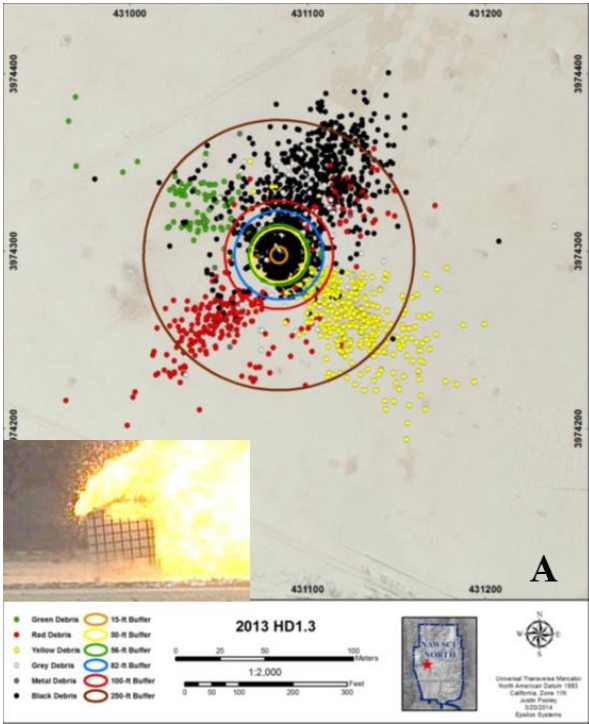 431000 431100 431200
3974400 3974400
3974300 3974300
3974200 3974200
431100 431200
A
Green Debris 15-ft Buffer
Red Debris 50-ft Buffer
Yellow Debris 56-ft Buffer
Grey Debris 82-ft Buffer
Metal Debris 100-ft Buffer
Black Debris 250-ft Buffer
2013 HD1.3
0 25 50 100
Meters
1:2,000
Feet
0 50 100 200 300
NORTH
N
W E
S
Universal Transverse Mercator
North American Datum 1983
California, Zone 11N
Justin Pooley
3/20/2014
Epsilon Systems